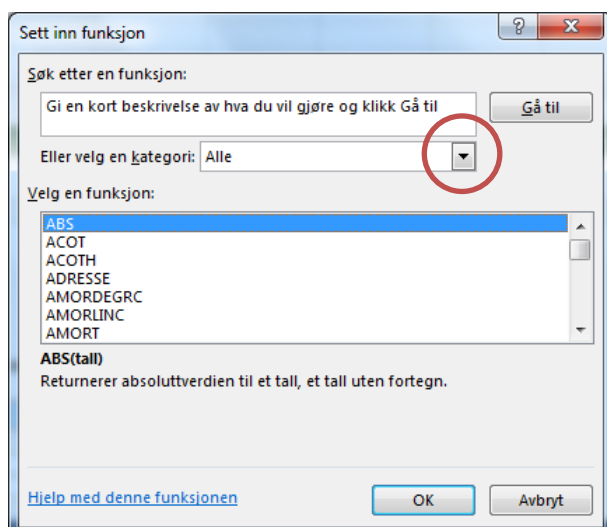 Sett inn funksjon
Søk etter en funksjon:
Gi en kort beskrivelse av hva du vil gjøre og klikk Gå til
Gå til
Eller velg en kategori: Alle
Velg en funksjon:
ABS
ACOT
ACOTH
ADRESSE
AMORDEGRC
AMORLINC
AMORT
ABS(tall)
Returnerer absoluttverdien til et tall, et tall uten fortegn.
Hjelp med denne funksjonen
OK
Avbryt